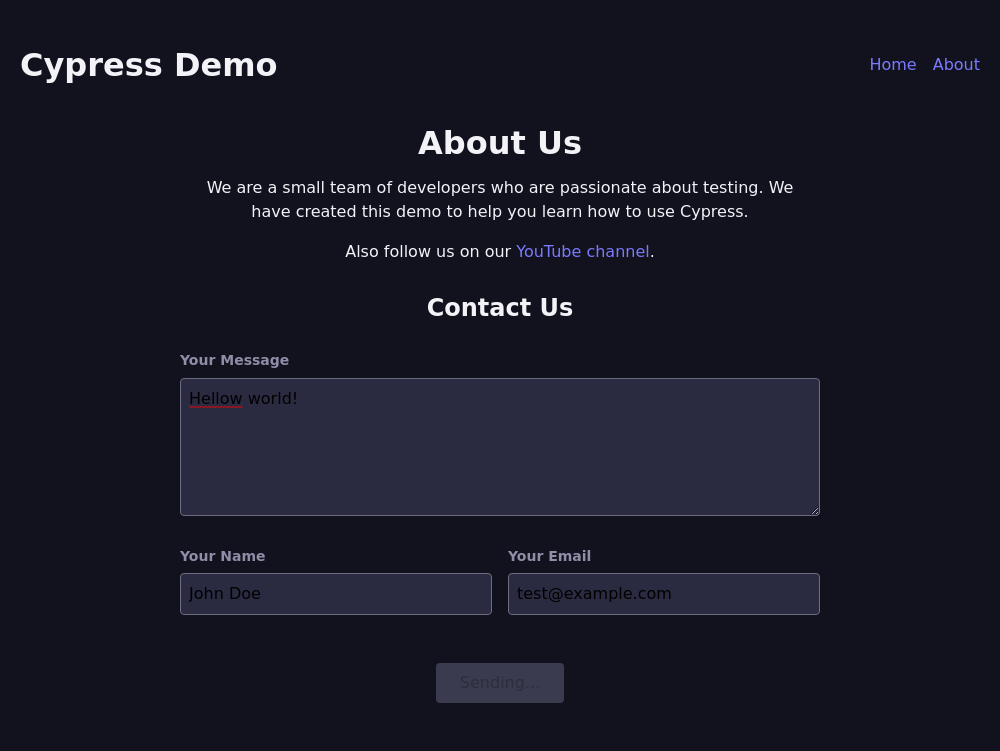 Cypress Demo
Home About
About Us
We are a small team of developers who are passionate about testing. We
have created this demo to help you learn how to use Cypress.
Also follow us on our YouTube channel.
Contact Us
Your Message
Hellow world!
Your Name
Your Email
John Doe
test@example.com
Sending...